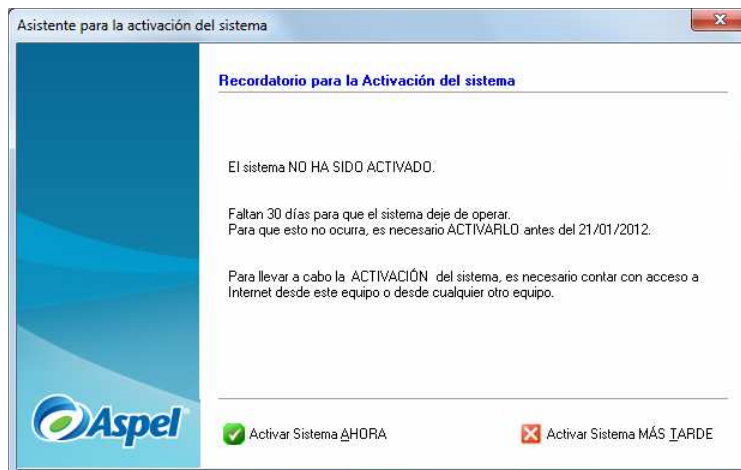 Asistente para la activación del sistema
Recordatorio para la Activación del sistema
El sistema NO HA SIDO ACTIVADO.
Faltan 30 días para que el sistema deje de operar.
Para que esto no ocurra, es necesario ACTIVARLO antes del 21/01/2012.
Para llevar a cabo la ACTIVACIÓN del sistema, es necesario contar con acceso a
Internet desde este equipo o desde cualquier otro equipo.
Aspel
Activar Sistema AHORA
Activar Sistema MÁS TARDE